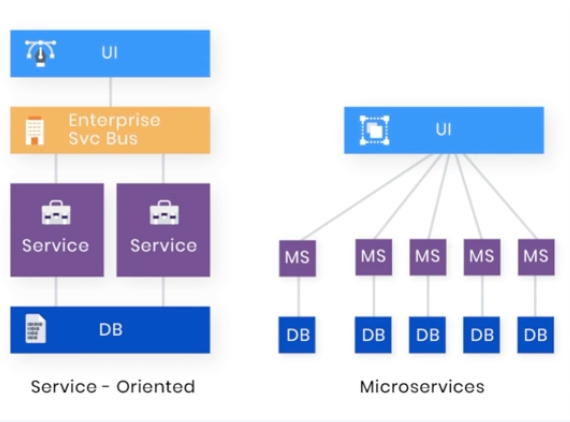 UI
Enterprise
Svc Bus
Service
Service
DB
Service - Oriented
UI
MS
MS
MS
MS
MS
DB
DB
DB
DB
DB
Microservices